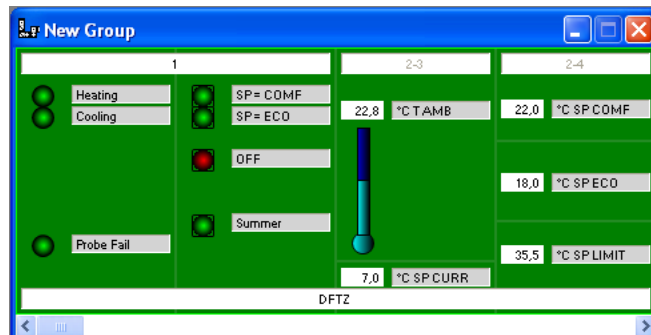 New Group
1
2-3
2-4
Heating
Cooling
Probe Fail
SP= COMF
SP= ECO
OFF
Summer
22,8 °C T AMB
7,0 °C SP CURR
22,0 °C SP COMF
18,0 °C SP ECO
35,5 °C SP LIMIT
DFTZ